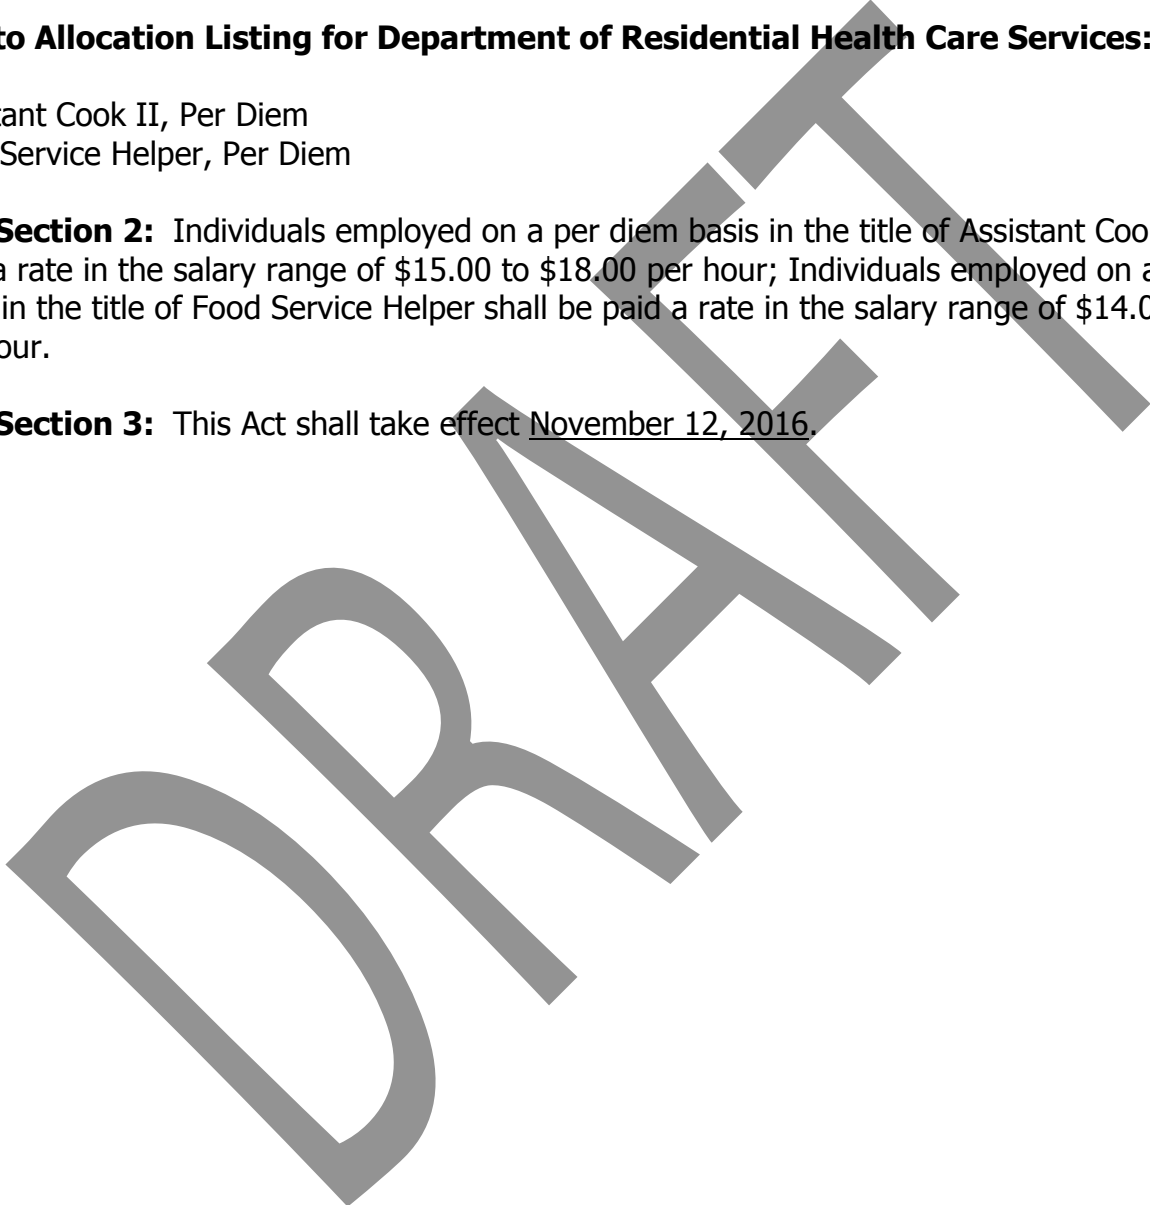 to Allocation Listing for Department of Residential Health Care Services:
tant Cook II, Per Diem
Service Helper, Per Diem
Section 2: Individuals employed on a per diem basis in the title of Assistant Coo
a rate in the salary range of $15.00 to $18.00 per hour; Individuals employed on a
in the title of Food Service Helper shall be paid a rate in the salary range of $14.0
our.
Section 3: This Act shall take effect November 12, 2016.
DRAFT